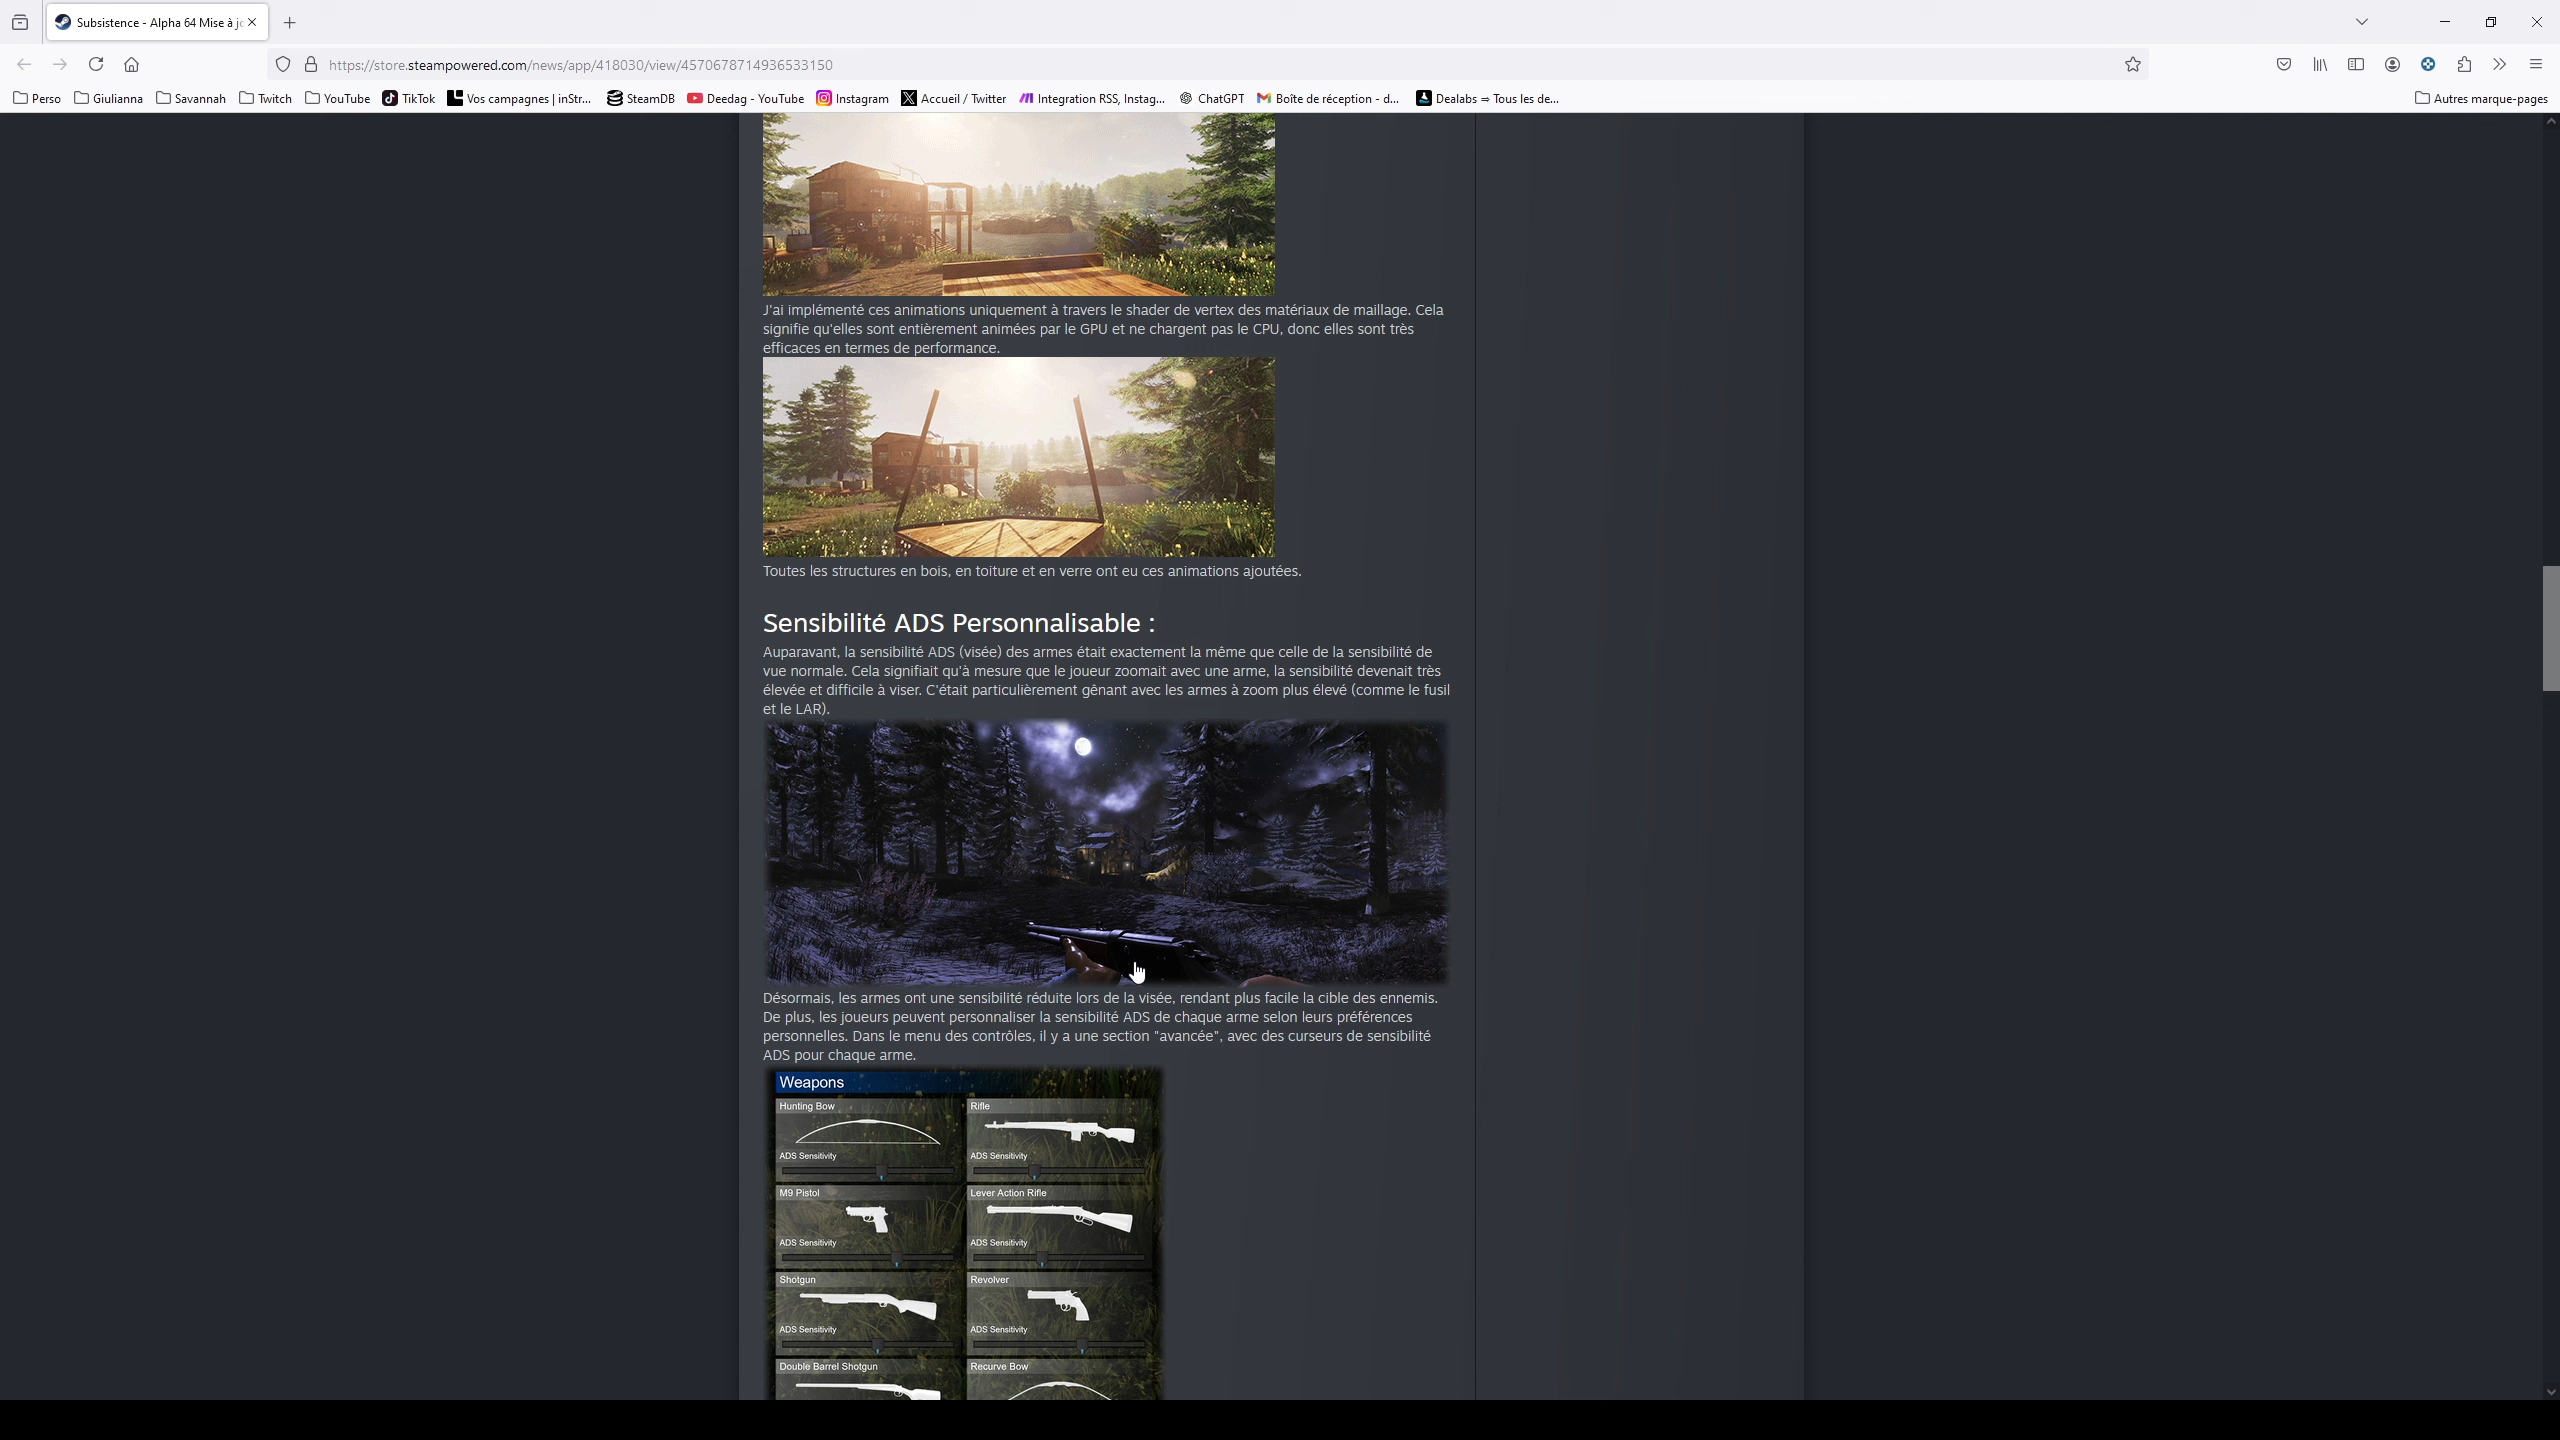 Subsistence - Alpha 64 Mise à jo
https://store.steampowered.com/news/app/418030/view/4570678714936533150
Perso
Giulianna
Savannah
Twitch
YouTube
TikTok
Vos campagnes | inStr...
SteamDB
Deedag - YouTube
Instagram
Accueil / Twitter
Integration RSS, Instag...
ChatGPT
Boîte de réception - d...
Dealabs ⇒ Tous les de...
Autres marque-pages
J'ai implémenté ces animations uniquement à travers le shader de vertex des matériaux de maillage. Cela
signifie qu'elles sont entièrement animées par le GPU et ne chargent pas le CPU, donc elles sont très
efficaces en termes de performance.
Toutes les structures en bois, en toiture et en verre ont eu ces animations ajoutées.
Sensibilité ADS Personnalisable :
Auparavant, la sensibilité ADS (visée) des armes était exactement la même que celle de la sensibilité de
vue normale. Cela signifiait qu'à mesure que le joueur zoomait avec une arme, la sensibilité devenait très
élevée et difficile à viser. C'était particulièrement gênant avec les armes à zoom plus élevé (comme le fusil
et le LAR).
Désormais, les armes ont une sensibilité réduite lors de la visée, rendant plus facile la cible des ennemis.
De plus, les joueurs peuvent personnaliser la sensibilité ADS de chaque arme selon leurs préférences
personnelles. Dans le menu des contrôles, il y a une section "avancée", avec des curseurs de sensibilité
ADS pour chaque arme.
Weapons
Hunting Bow
Rifle
ADS Sensitivity
ADS Sensitivity
M9 Pistol
Lever Action Rifle
ADS Sensitivity
ADS Sensitivity
Shotgun
Revolver
ADS Sensitivity
ADS Sensitivity
Double Barrel Shotgun
Recurve Bow